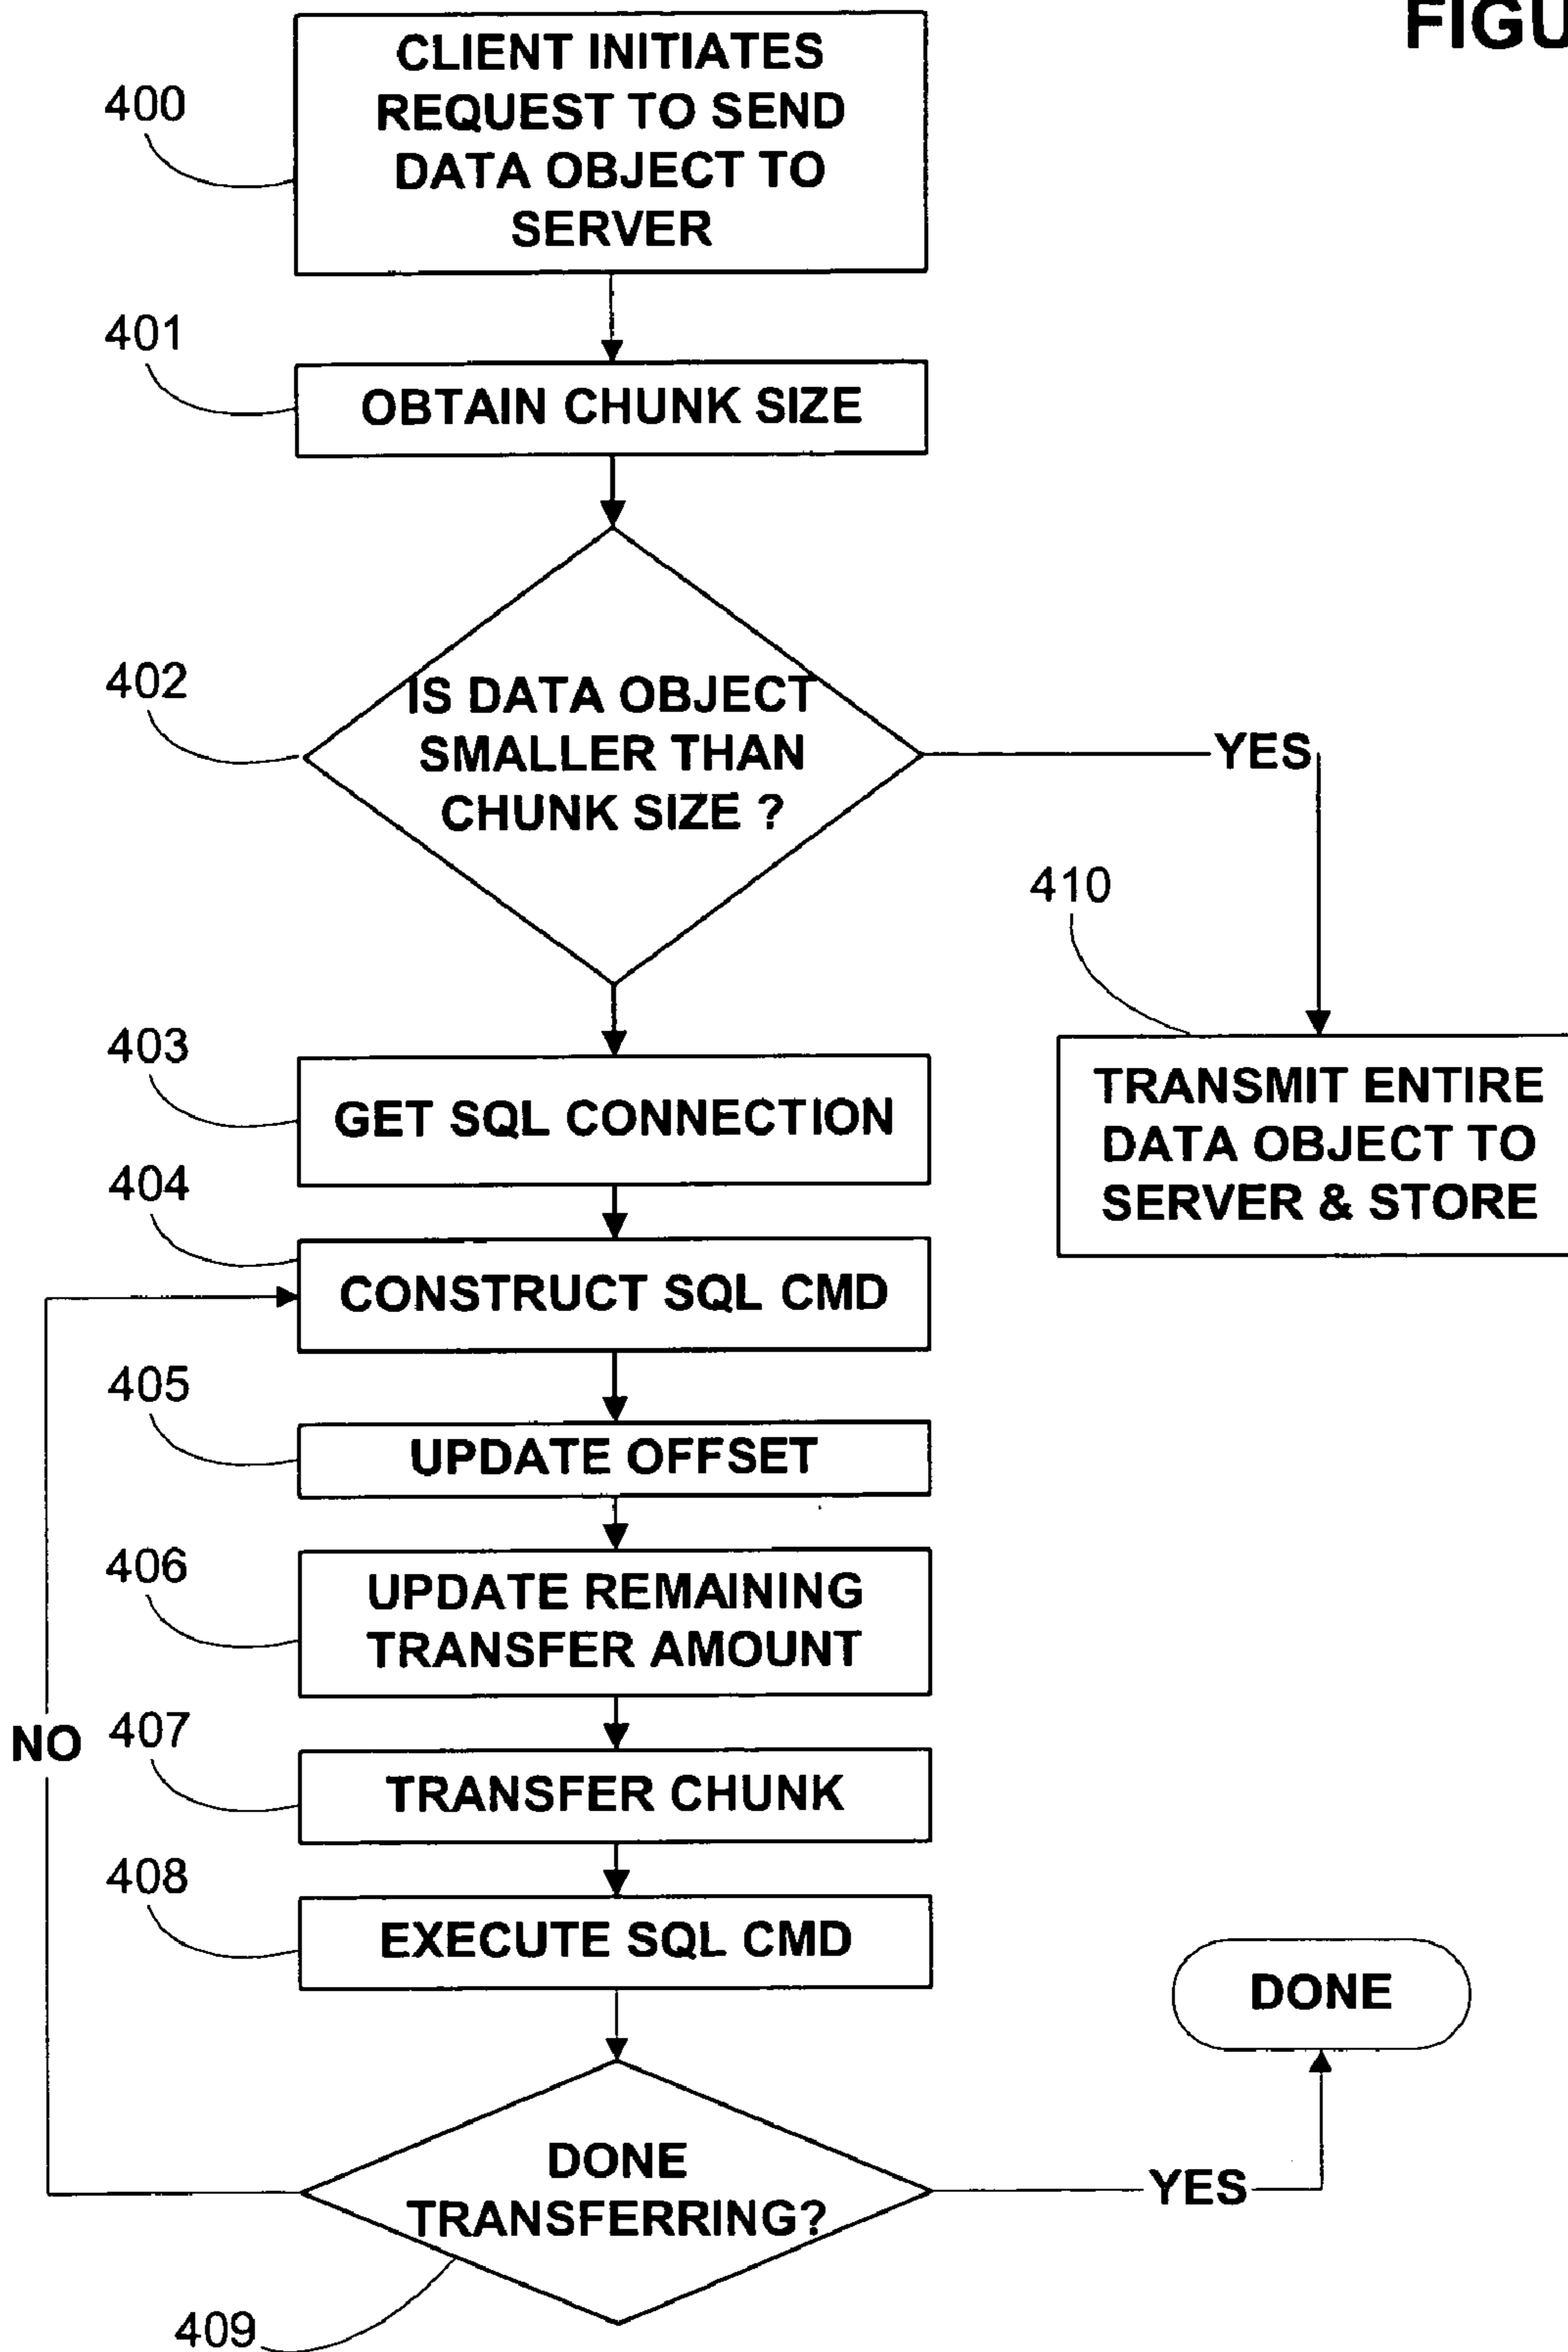 FIGU
400
CLIENT INITIATES
REQUEST TO SEND
DATA OBJECT TO
SERVER
401
OBTAIN CHUNK SIZE
402
IS DATA OBJECT
SMALLER THAN
CHUNK SIZE ?
YES
410
TRANSMIT ENTIRE
DATA OBJECT TO
SERVER & STORE
403
GET SQL CONNECTION
404
CONSTRUCT SQL CMD
405
UPDATE OFFSET
406
UPDATE REMAINING
TRANSFER AMOUNT
NO
407
TRANSFER CHUNK
408
EXECUTE SQL CMD
DONE
DONE
TRANSFERRING?
YES
409